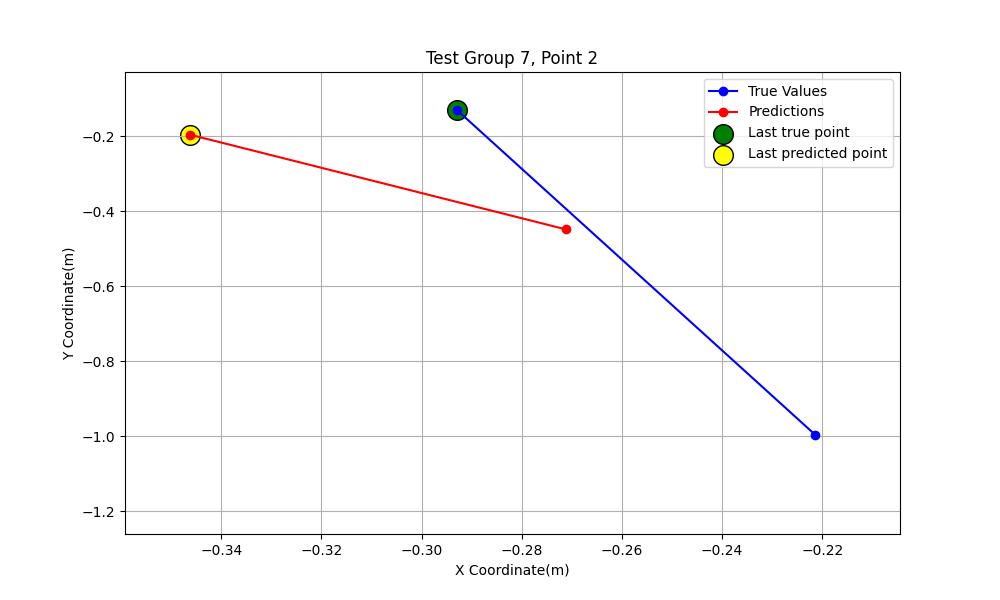 Test Group 7, Point 2
True Values
Predictions
Last true point
Last predicted point
Y Coordinate(m)
−0.2
−0.4
−0.6
−0.8
−1.0
−1.2
−0.34 −0.32 −0.30 −0.28 −0.26 −0.24 −0.22
X Coordinate(m)